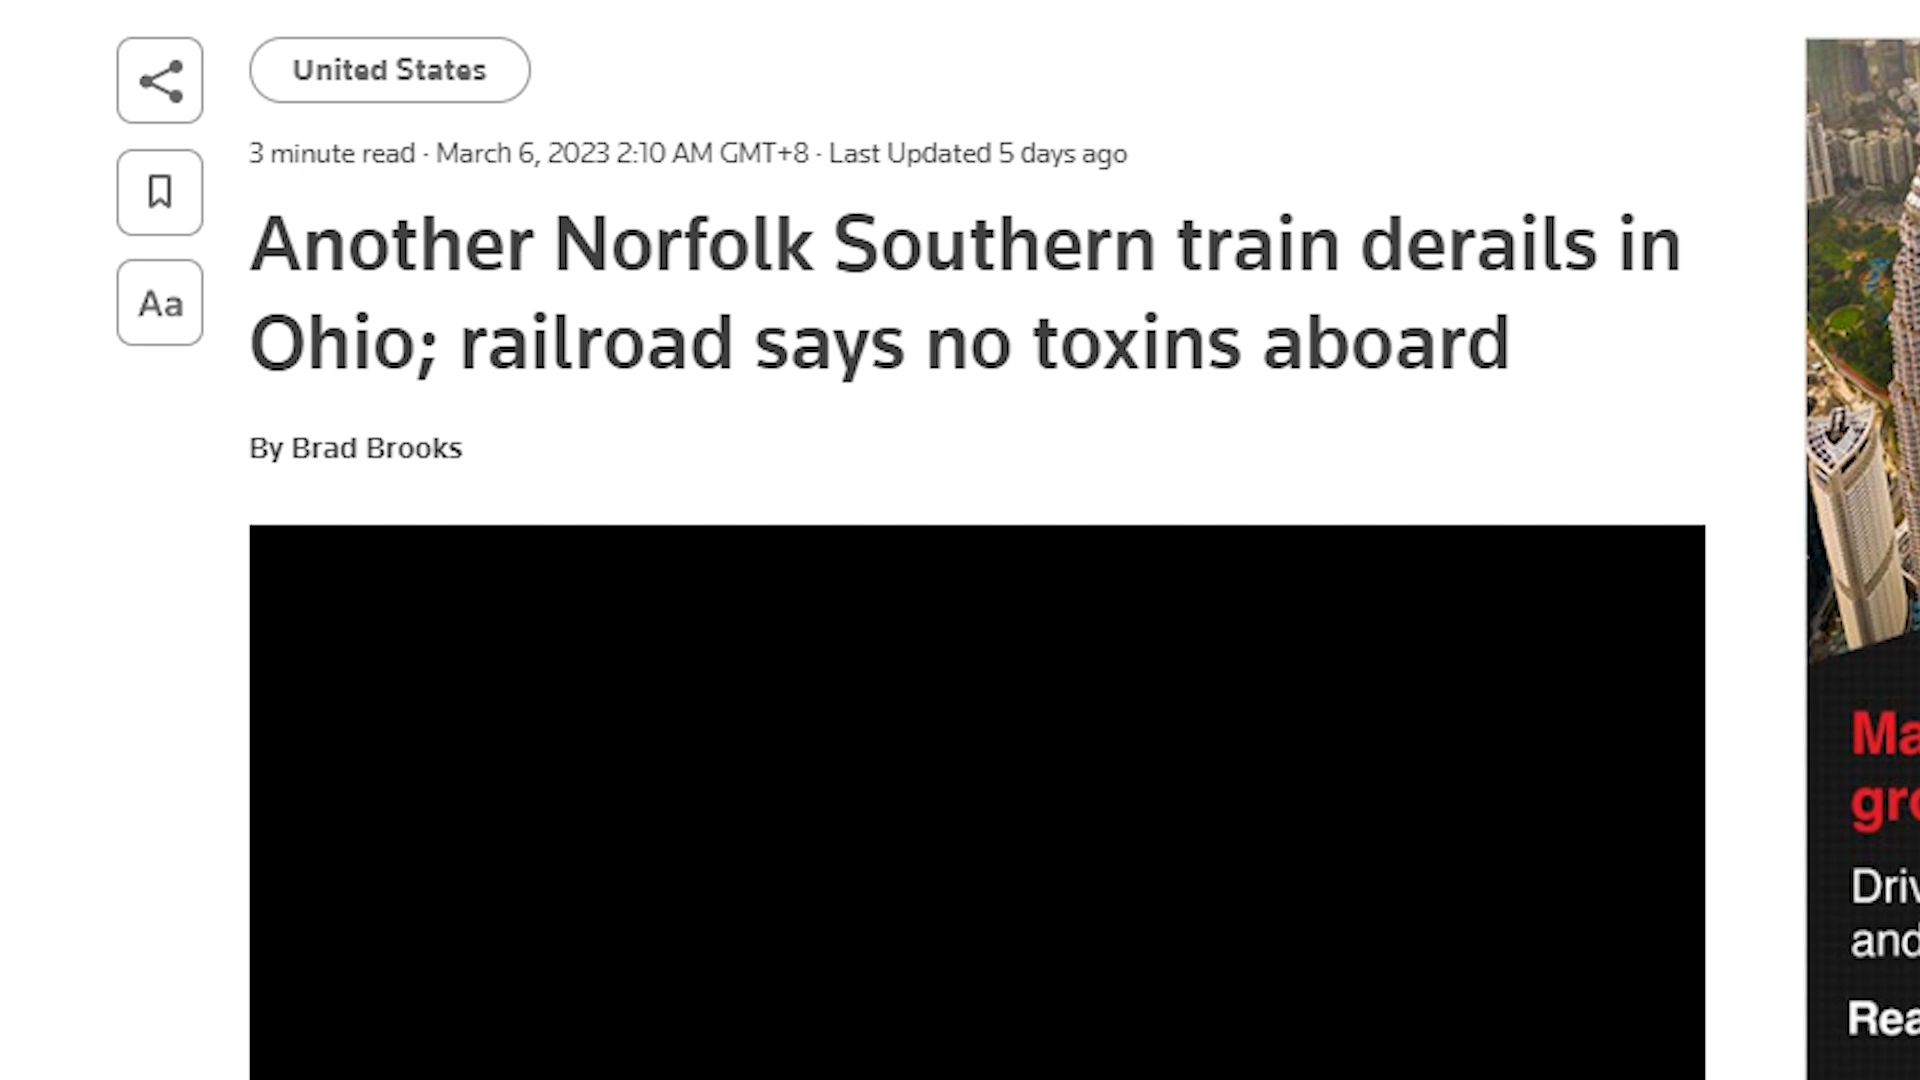 United States
3 minute read · March 6, 2023 2:10 AM GMT+8 · Last Updated 5 days ago
Aa
Another Norfolk Southern train derails in
Ohio; railroad says no toxins aboard
By Brad Brooks
and